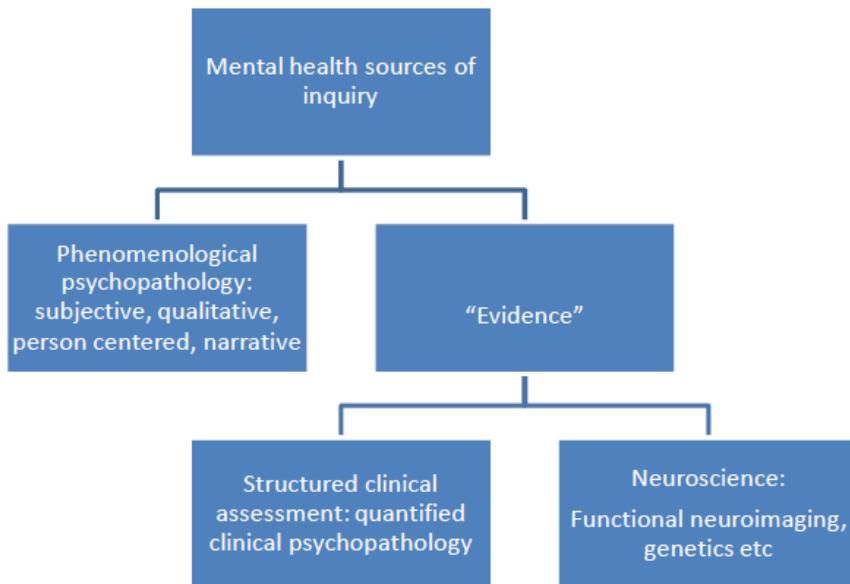 Mental health sources of
inquiry
Phenomenological
psychopathology:
subjective, qualitative,
person centered, narrative
“Evidence”
Structured clinical
assessment: quantified
clinical psychopathology
Neuroscience:
Functional neuroimaging,
genetics etc